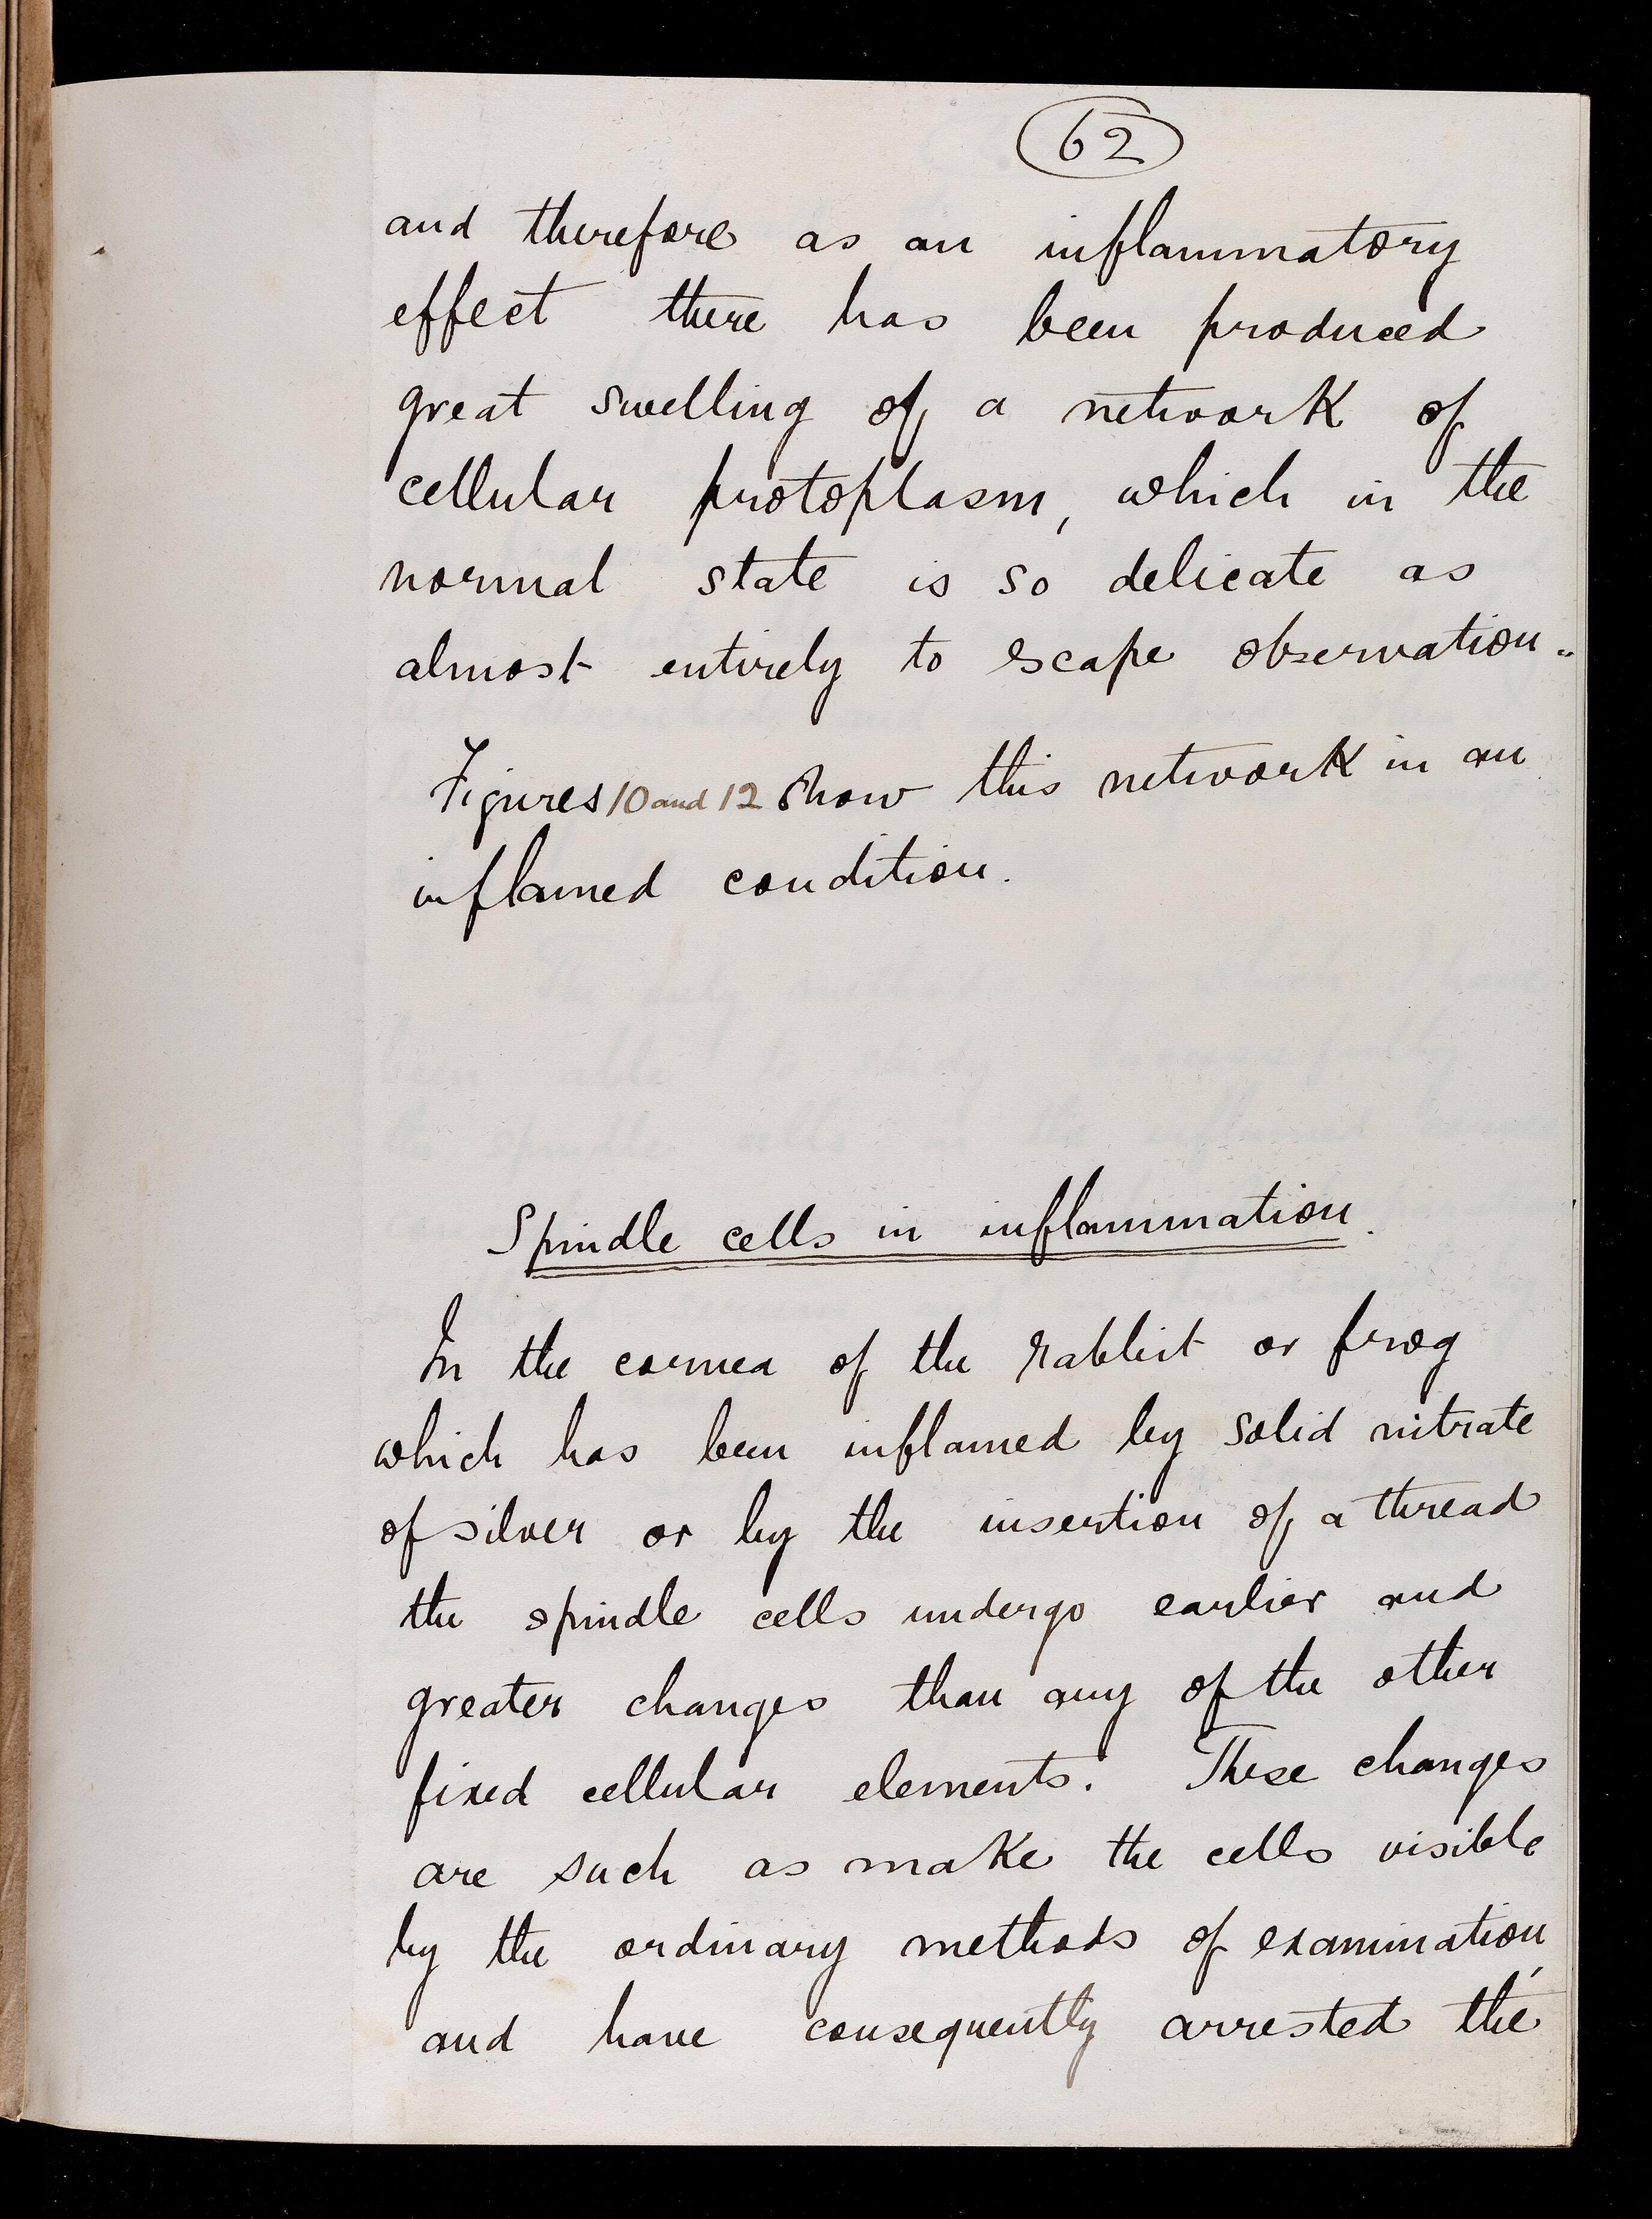 62
and therefore as an inflammatory
effect there has been produced
great swelling of a network of
cellular protoplasm, which in the
normal state is so delicate as
almost entirely to escape observation.
Figures 10 and 12 show this network in an
inflamed condition.
Spindle cells in inflammation.
In the cornea of the rabbit or frog
which has been inflamed by solid nitrate
of silver or by the insertion of a thread
the spindle cells undergo earlier and
greater changes than any of the other
fixed cellular elements. These changes
are such as make the cells visible
by the ordinary methods of examination,
and have consequently arrested the